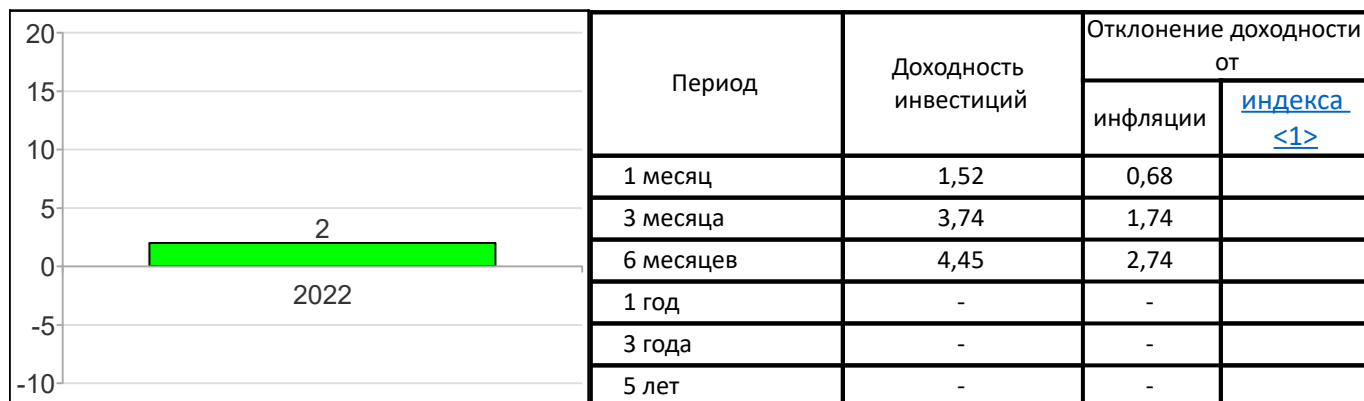 20
15
10
5
0
-5
-10
2
2022
Период
Доходность
инвестиций
Отклонение доходности
от
инфляции
индекса
<1>
1 месяц 1,52 0,68
3 месяца 3,74 1,74
6 месяцев 4,45 2,74
1 год - -
3 года - -
5 лет - -